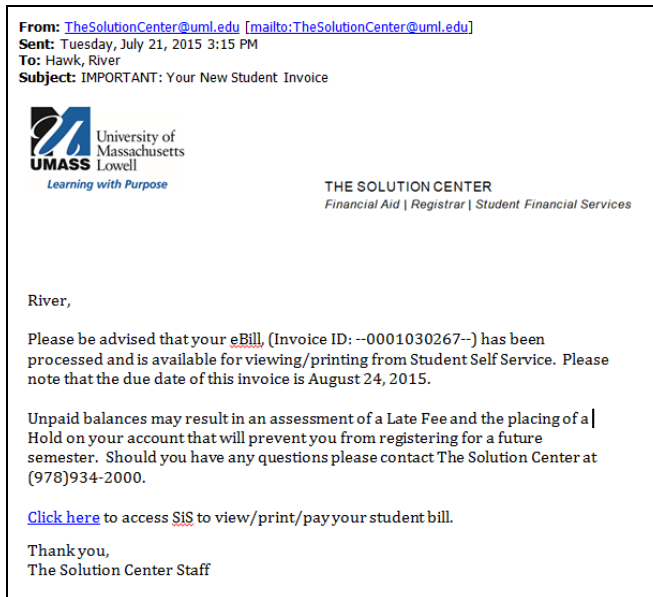 From: TheSolutionCenter@uml.edu [mailto:TheSolutionCenter@uml.edu]
Sent: Tuesday, July 21, 2015 3:15 PM
To: Hawk, River
Subject: IMPORTANT: Your New Student Invoice
UMASS
University of
Massachusetts
Lowell
Learning with Purpose
THE SOLUTION CENTER
Financial Aid | Registrar | Student Financial Services
River,
Please be advised that your eBill, (Invoice ID: --0001030267--) has been
processed and is available for viewing/printing from Student Self Service.  Please
note that the due date of this invoice is August 24, 2015.
Unpaid balances may result in an assessment of a Late Fee and the placing of a
Hold on your account that will prevent you from registering for a future
semester.  Should you have any questions please contact The Solution Center at
(978)934-2000.
Click here to access SiS to view/print/pay your student bill.
Thank you,
The Solution Center Staff